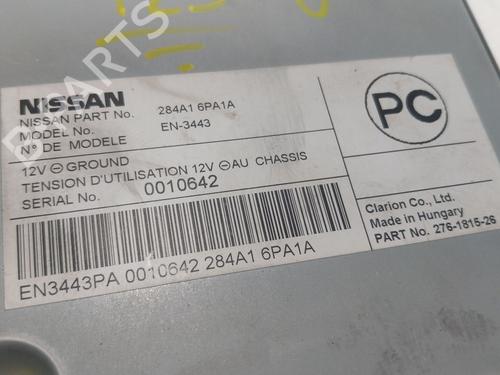 NISSAN
NISSAN PART No. 284A1 6PA1A
MODEL No. EN-3443
N° DE MODELE
12V ⊖ GROUND
TENSION D'UTILISATION 12V ⊖ AU CHASSIS
SERIAL No. 0010642
EN3443PA 0010642 284A1 6PA1A
PC
Clarion Co., Ltd.
Made in Hungary
PART No. 276-1815-26